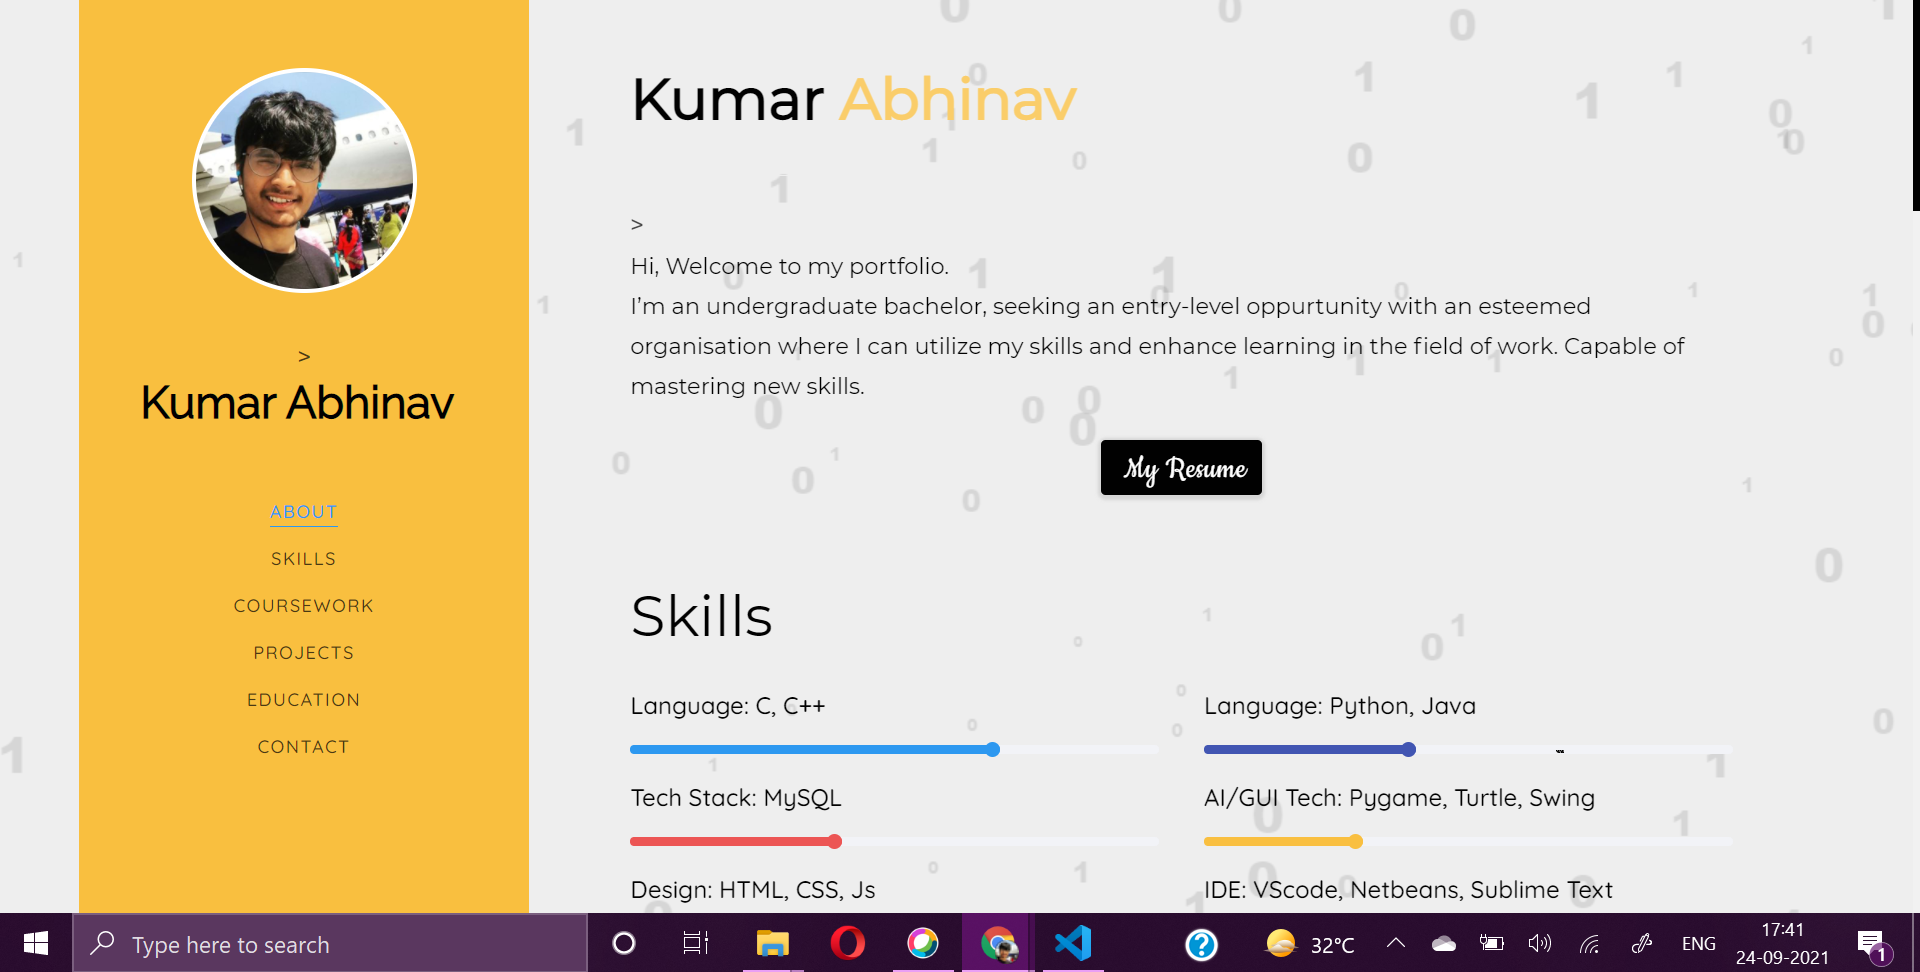 Kumar Abhinav
ABOUT
SKILLS
COURSEWORK
PROJECTS
EDUCATION
CONTACT
>
Kumar Abhinav
>
Hi, Welcome to my portfolio.
I’m an undergraduate bachelor, seeking an entry-level oppurtunity with an esteemed
organisation where I can utilize my skills and enhance learning in the field of work. Capable of
mastering new skills.
My Resume
Skills
Language: C, C++
Language: Python, Java
Tech Stack: MySQL
AI/GUI Tech: Pygame, Turtle, Swing
Design: HTML, CSS, Js
IDE: VScode, Netbeans, Sublime Text
Type here to search
32°C
ENG
17:41
24-09-2021
1